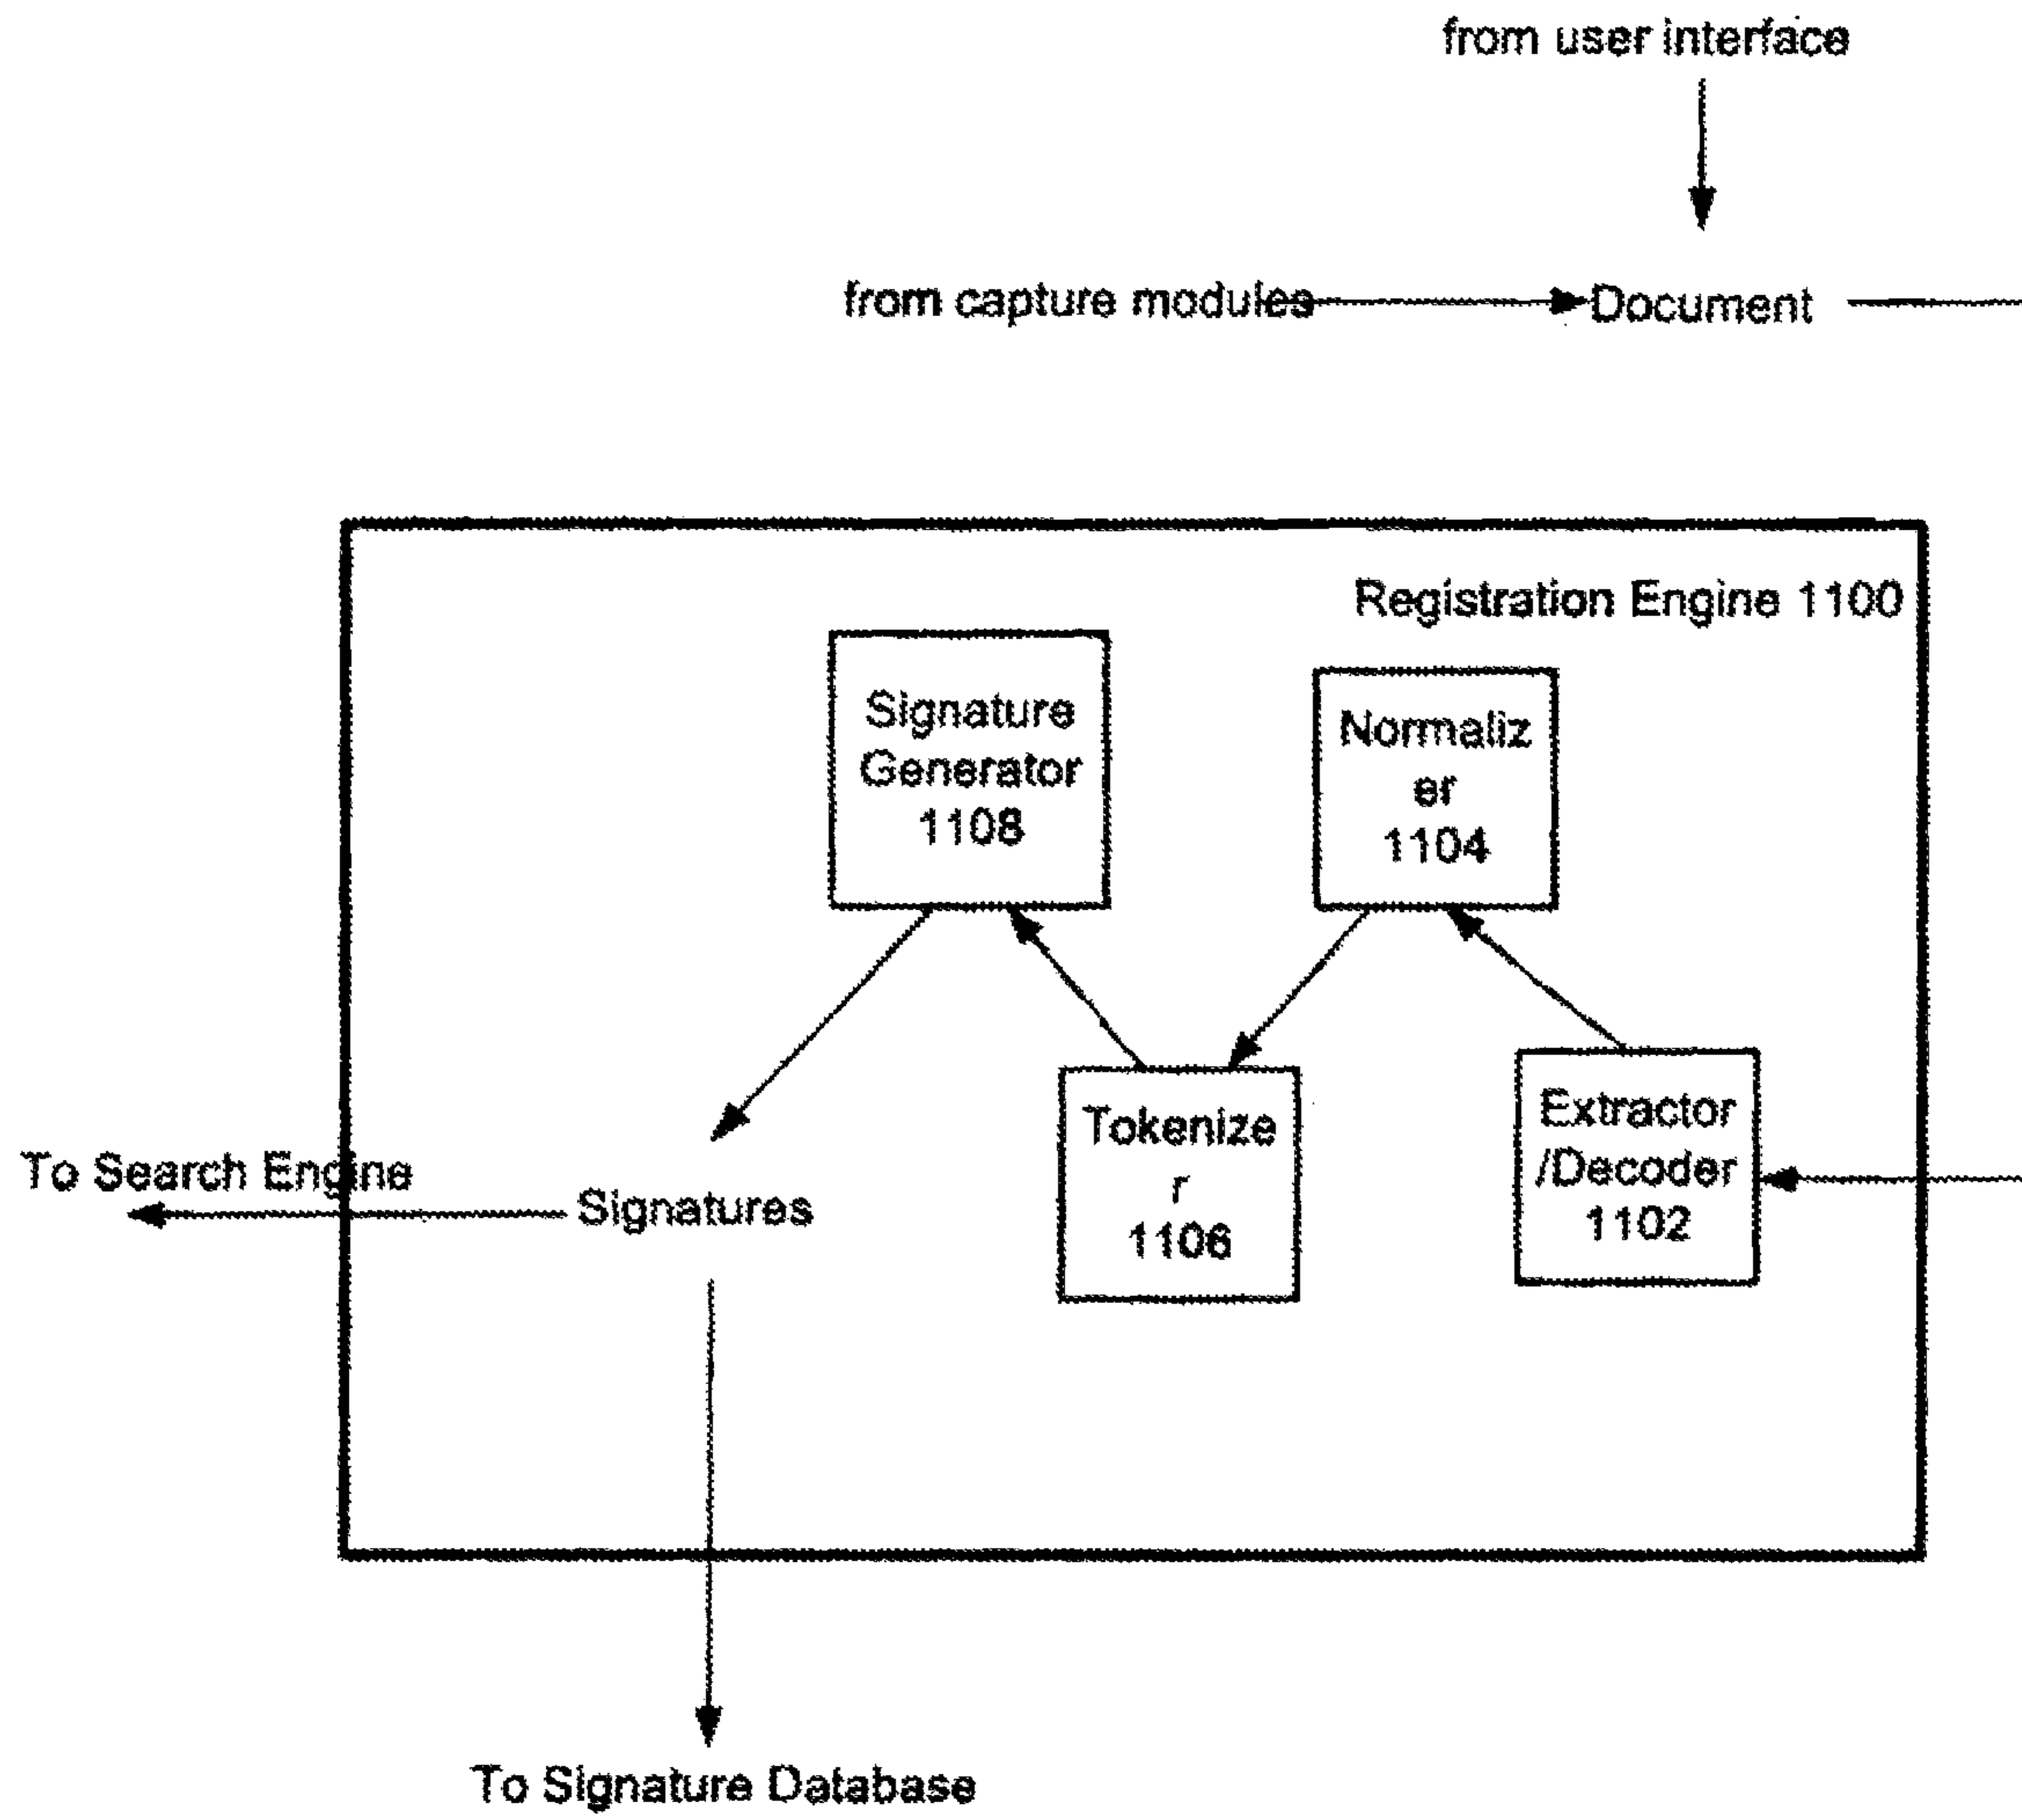 from user interface
from capture modules
Document
Registration Engine 1100
Signature
Generator
1108
Normaliz
er
1104
Tokenize
r
1106
Extractor
/Decoder
1102
To Search Engine
Signatures
To Signature Database